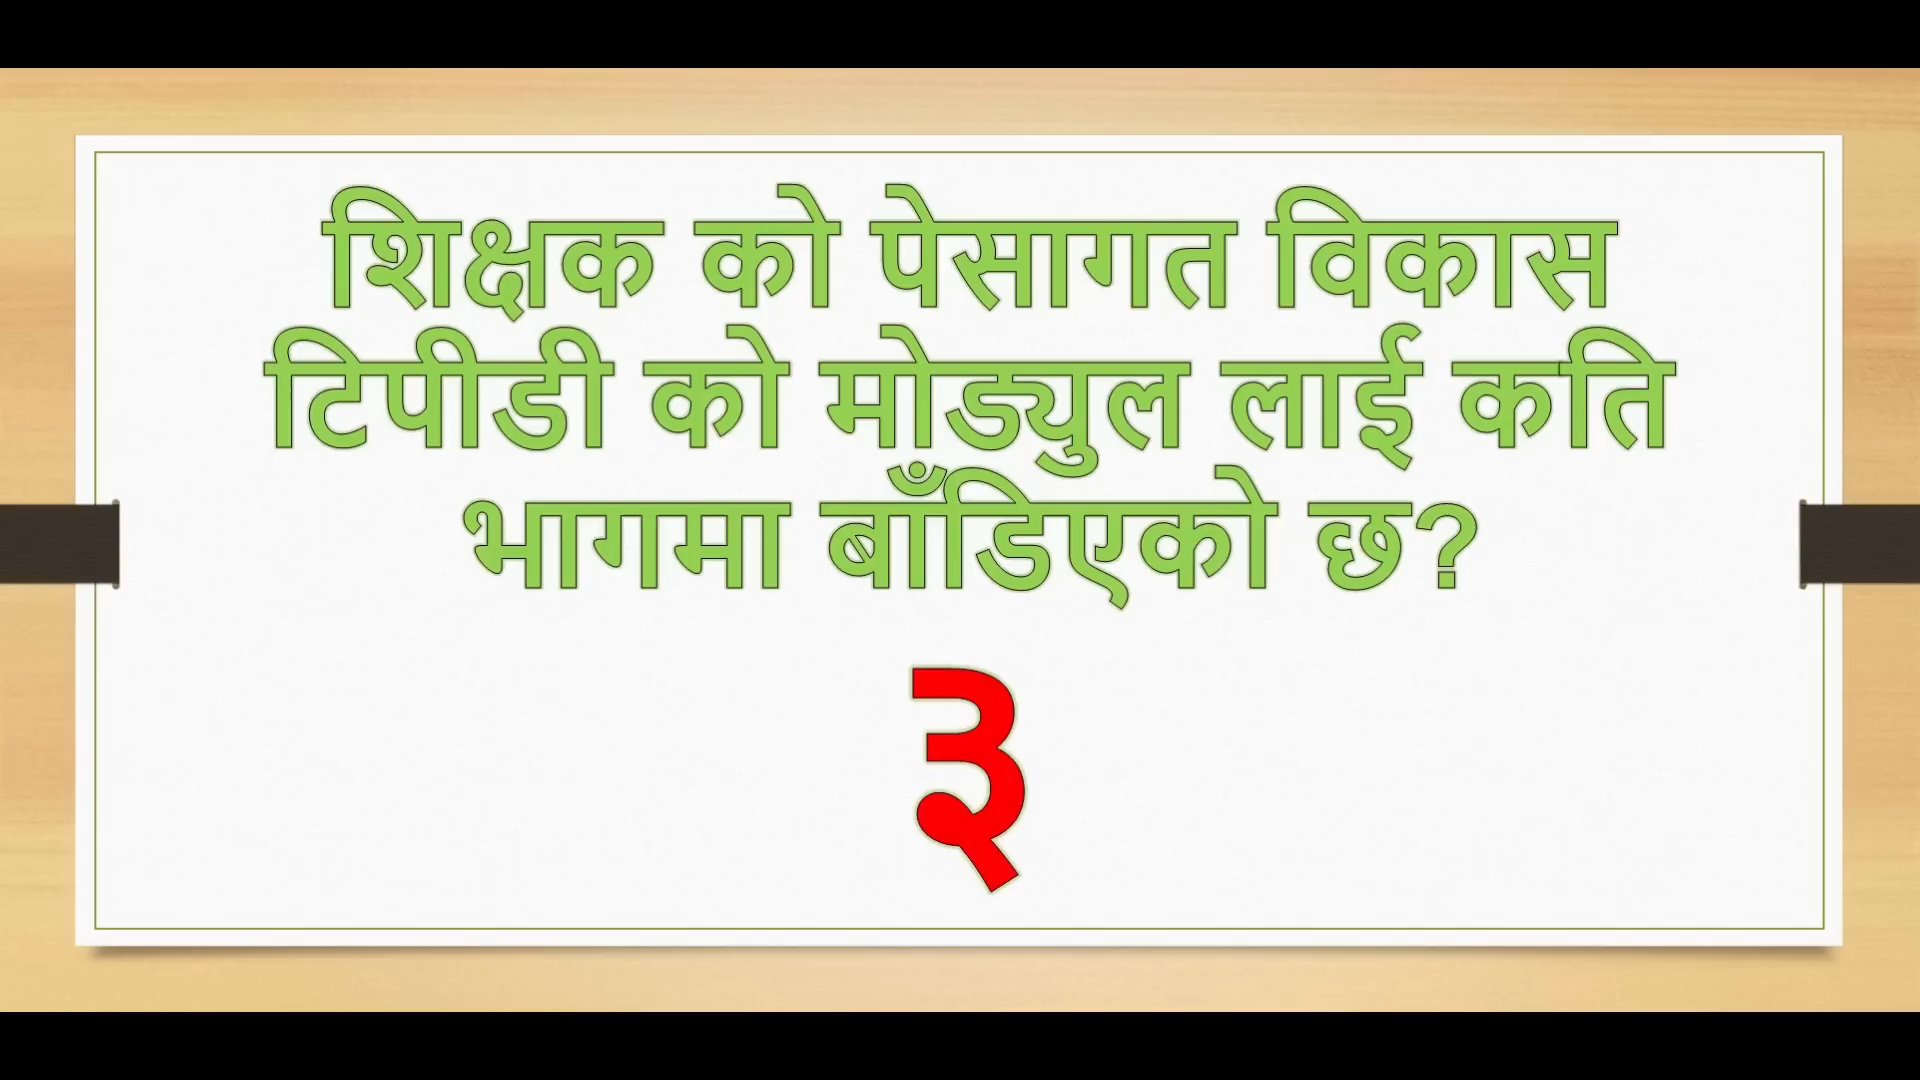 शिक्षक को पेसागत विकास
टिपीडी को मोड्युल लाई कति
भागमा बाँडिएको छ?
३